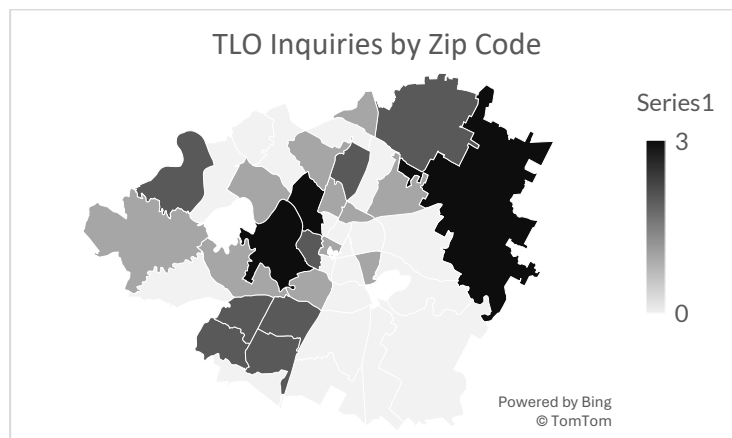 TLO Inquiries by Zip Code
Series1
3
0
Powered by Bing
© TomTom